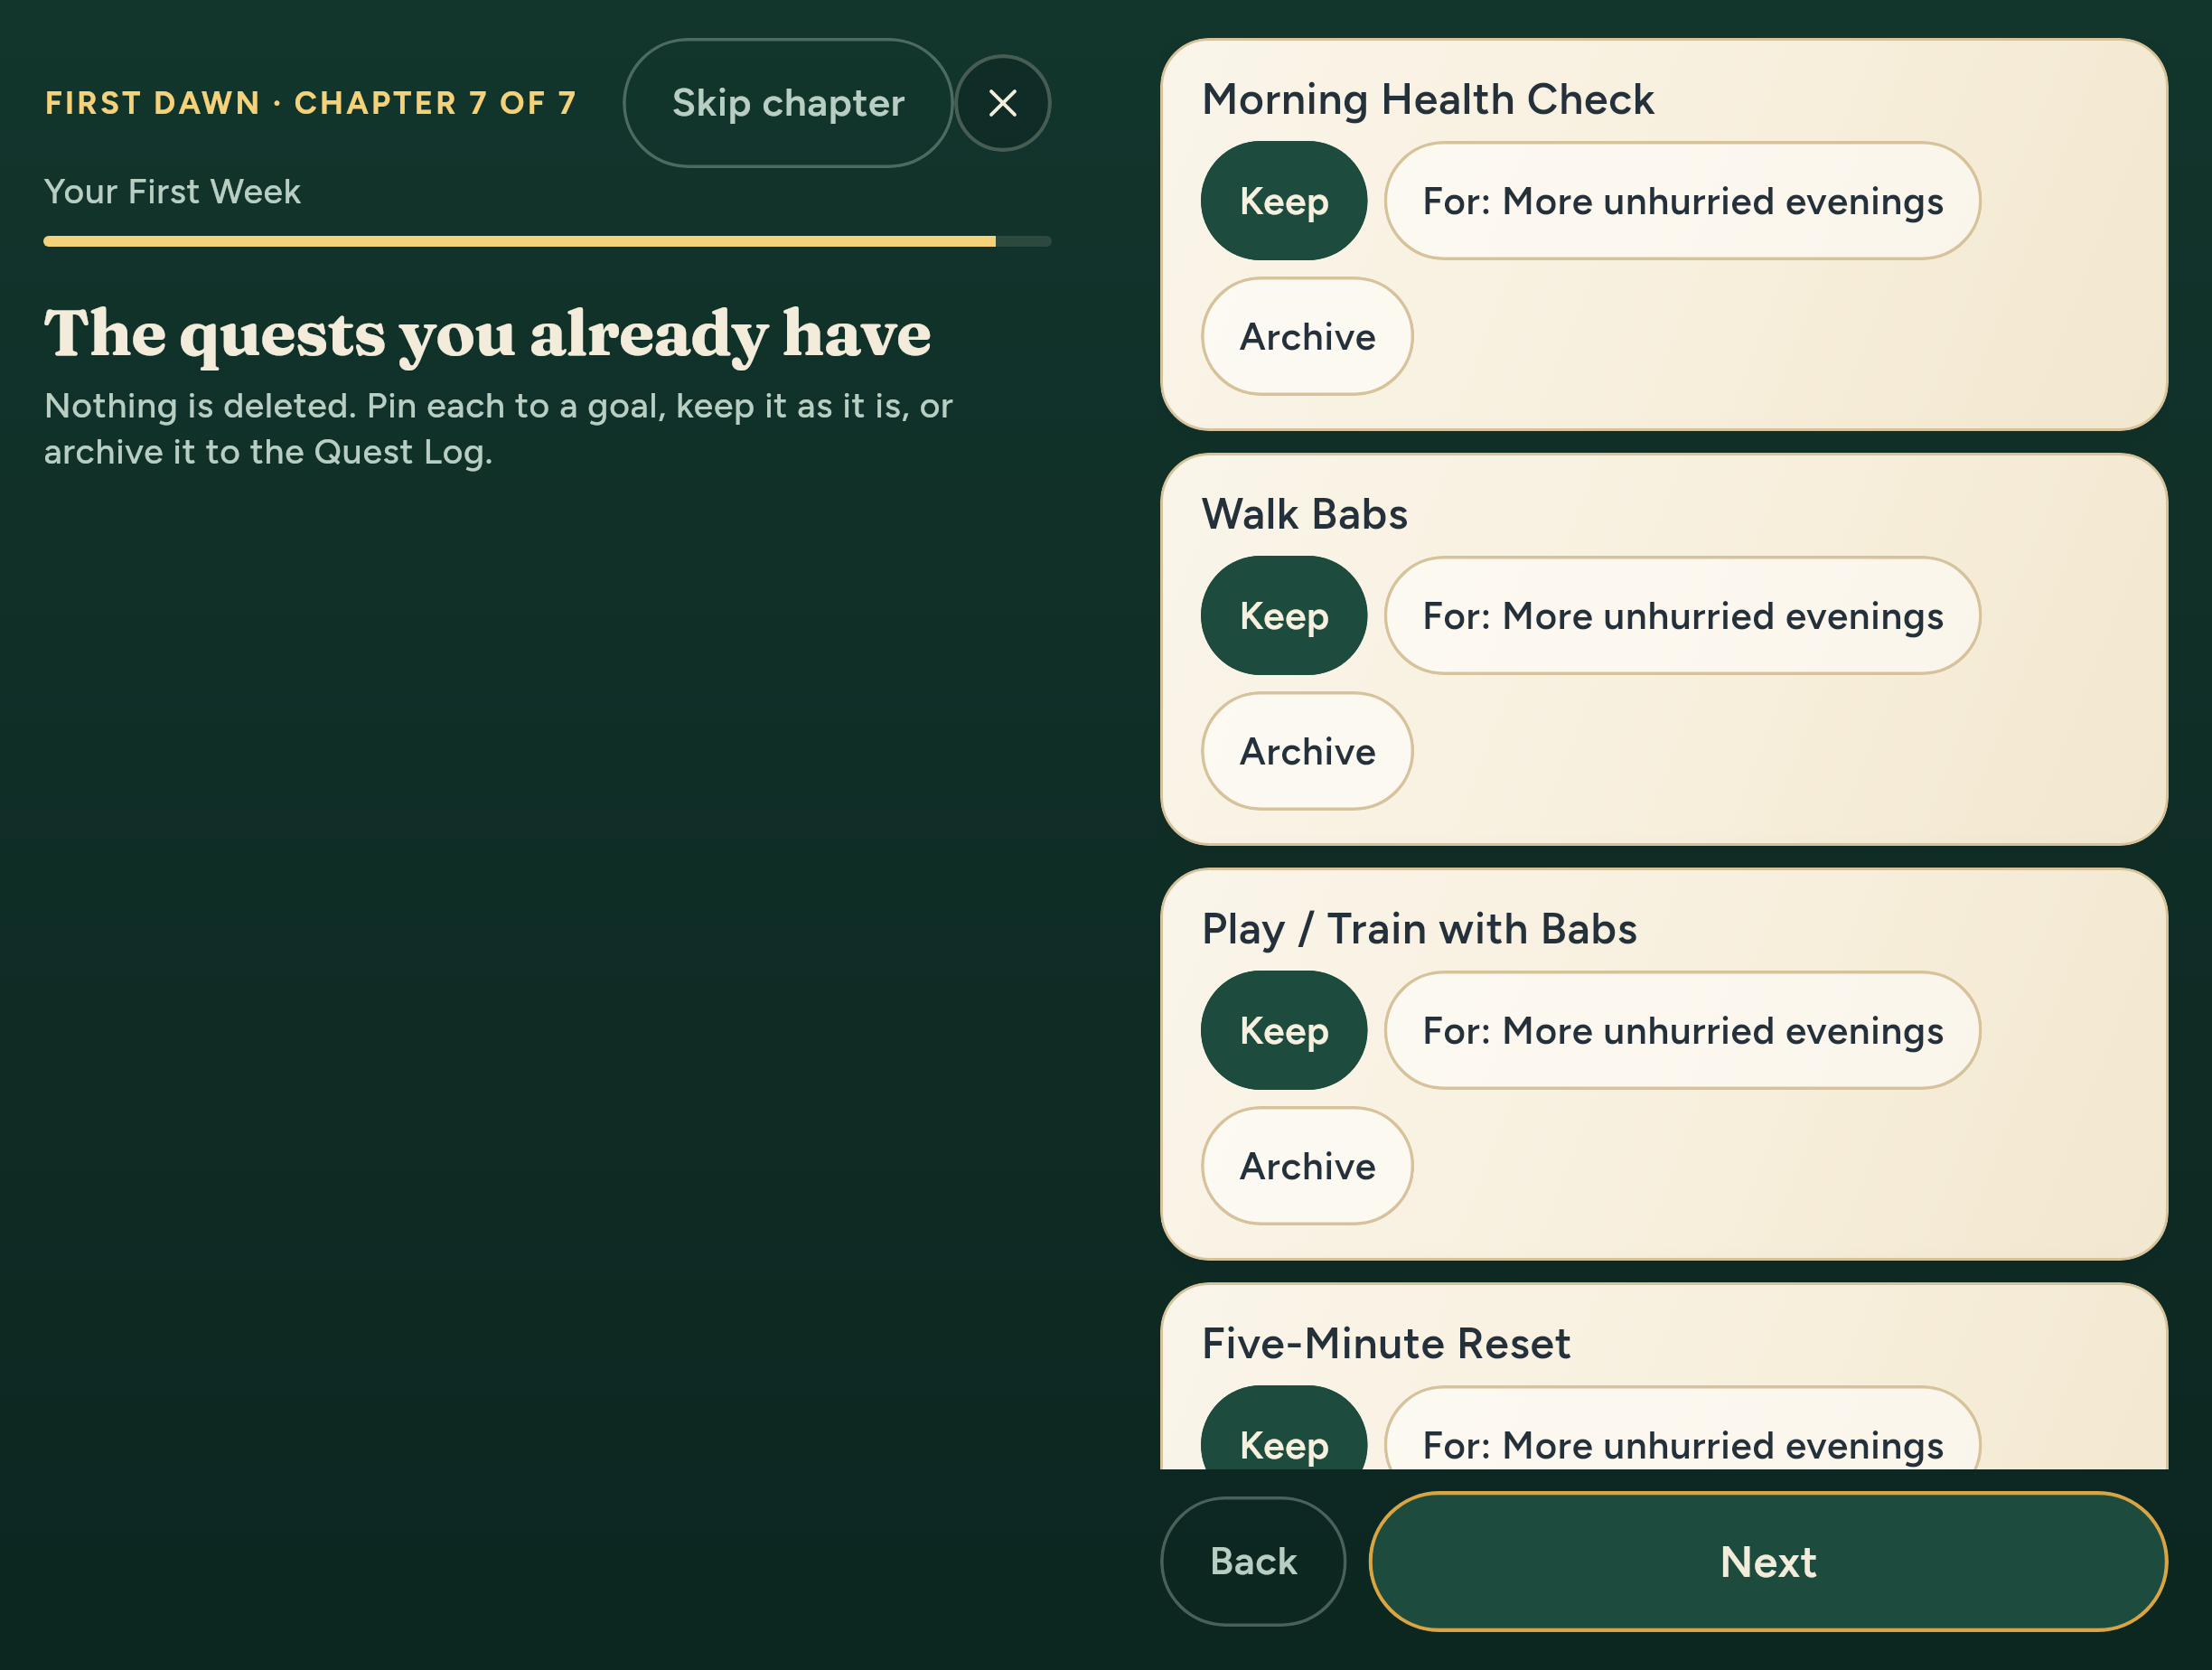 FIRST DAWN · CHAPTER 7 OF 7
Skip chapter
Your First Week
The quests you already have
Nothing is deleted. Pin each to a goal, keep it as it is, or
archive it to the Quest Log.
Morning Health Check
Keep
For: More unhurried evenings
Archive
Walk Babs
Keep
For: More unhurried evenings
Archive
Play / Train with Babs
Keep
For: More unhurried evenings
Archive
Five-Minute Reset
Keep
For: More unhurried evenings
Back
Next